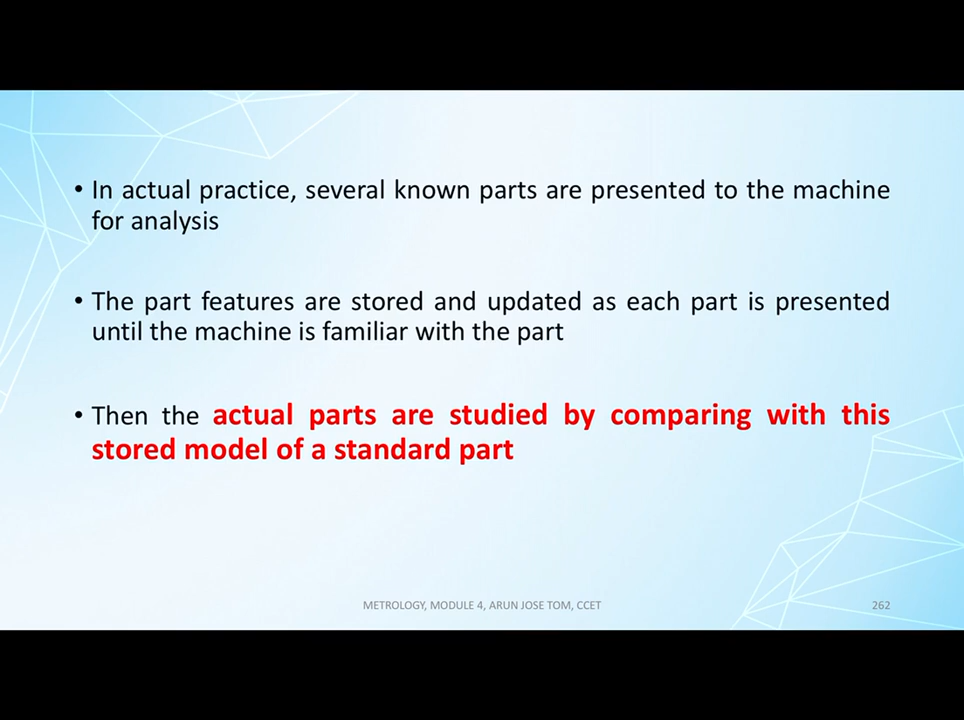 • In actual practice, several known parts are presented to the machine
for analysis
• The part features are stored and updated as each part is presented
until the machine is familiar with the part
• Then the actual parts are studied by comparing with this
stored model of a standard part
METROLOGY, MODULE 4, ARUN JOSE TOM, CCET
262